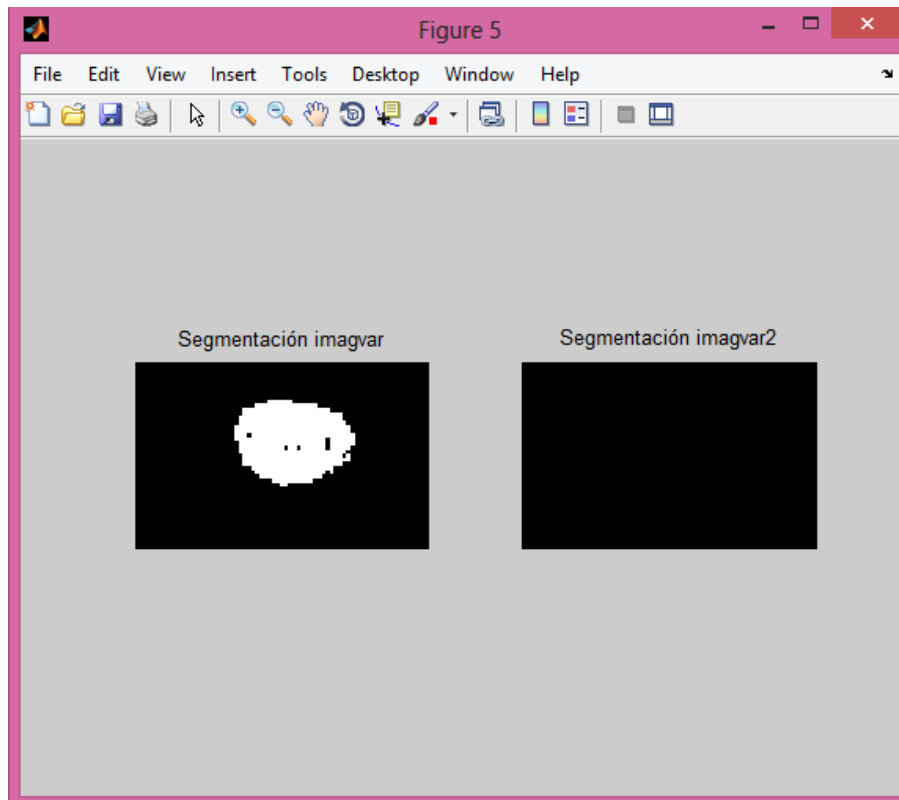 Figure 5
File Edit View Insert Tools Desktop Window Help
Segmentación imagvar
Segmentación imagvar2